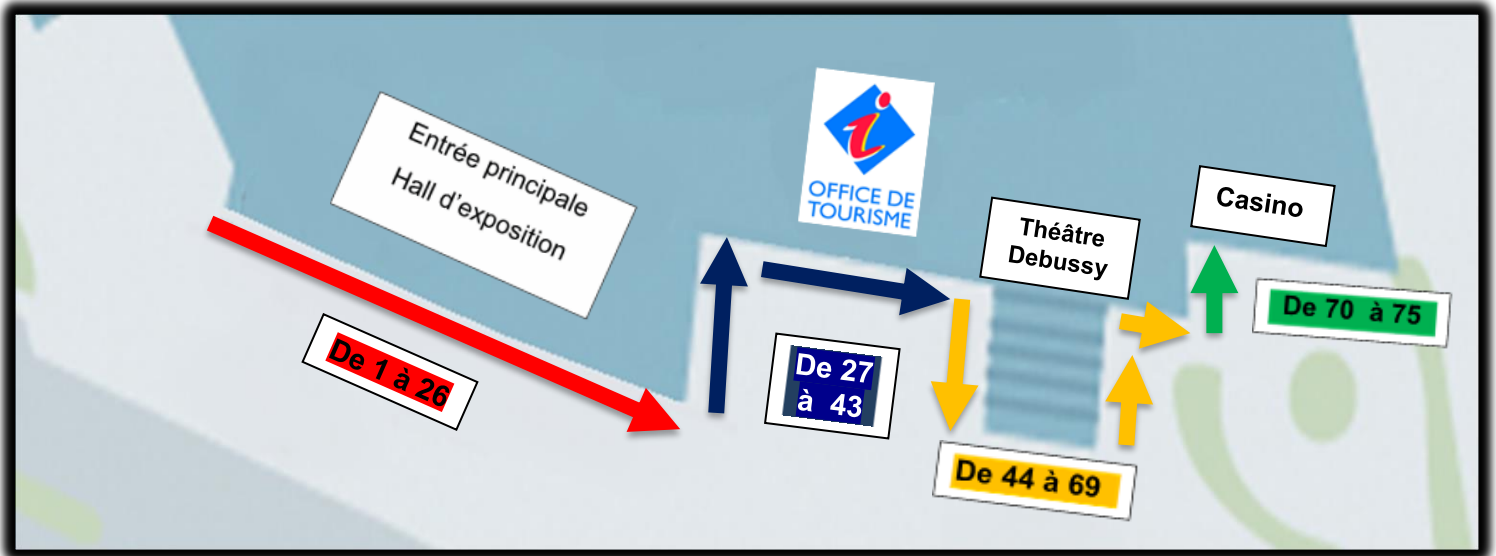 Entrée principale
Hall d'exposition
De 1 à 26
i
OFFICE DE
TOURISME
De 27
à 43
Théâtre
Debussy
De 44 à 69
Casino
De 70 à 75